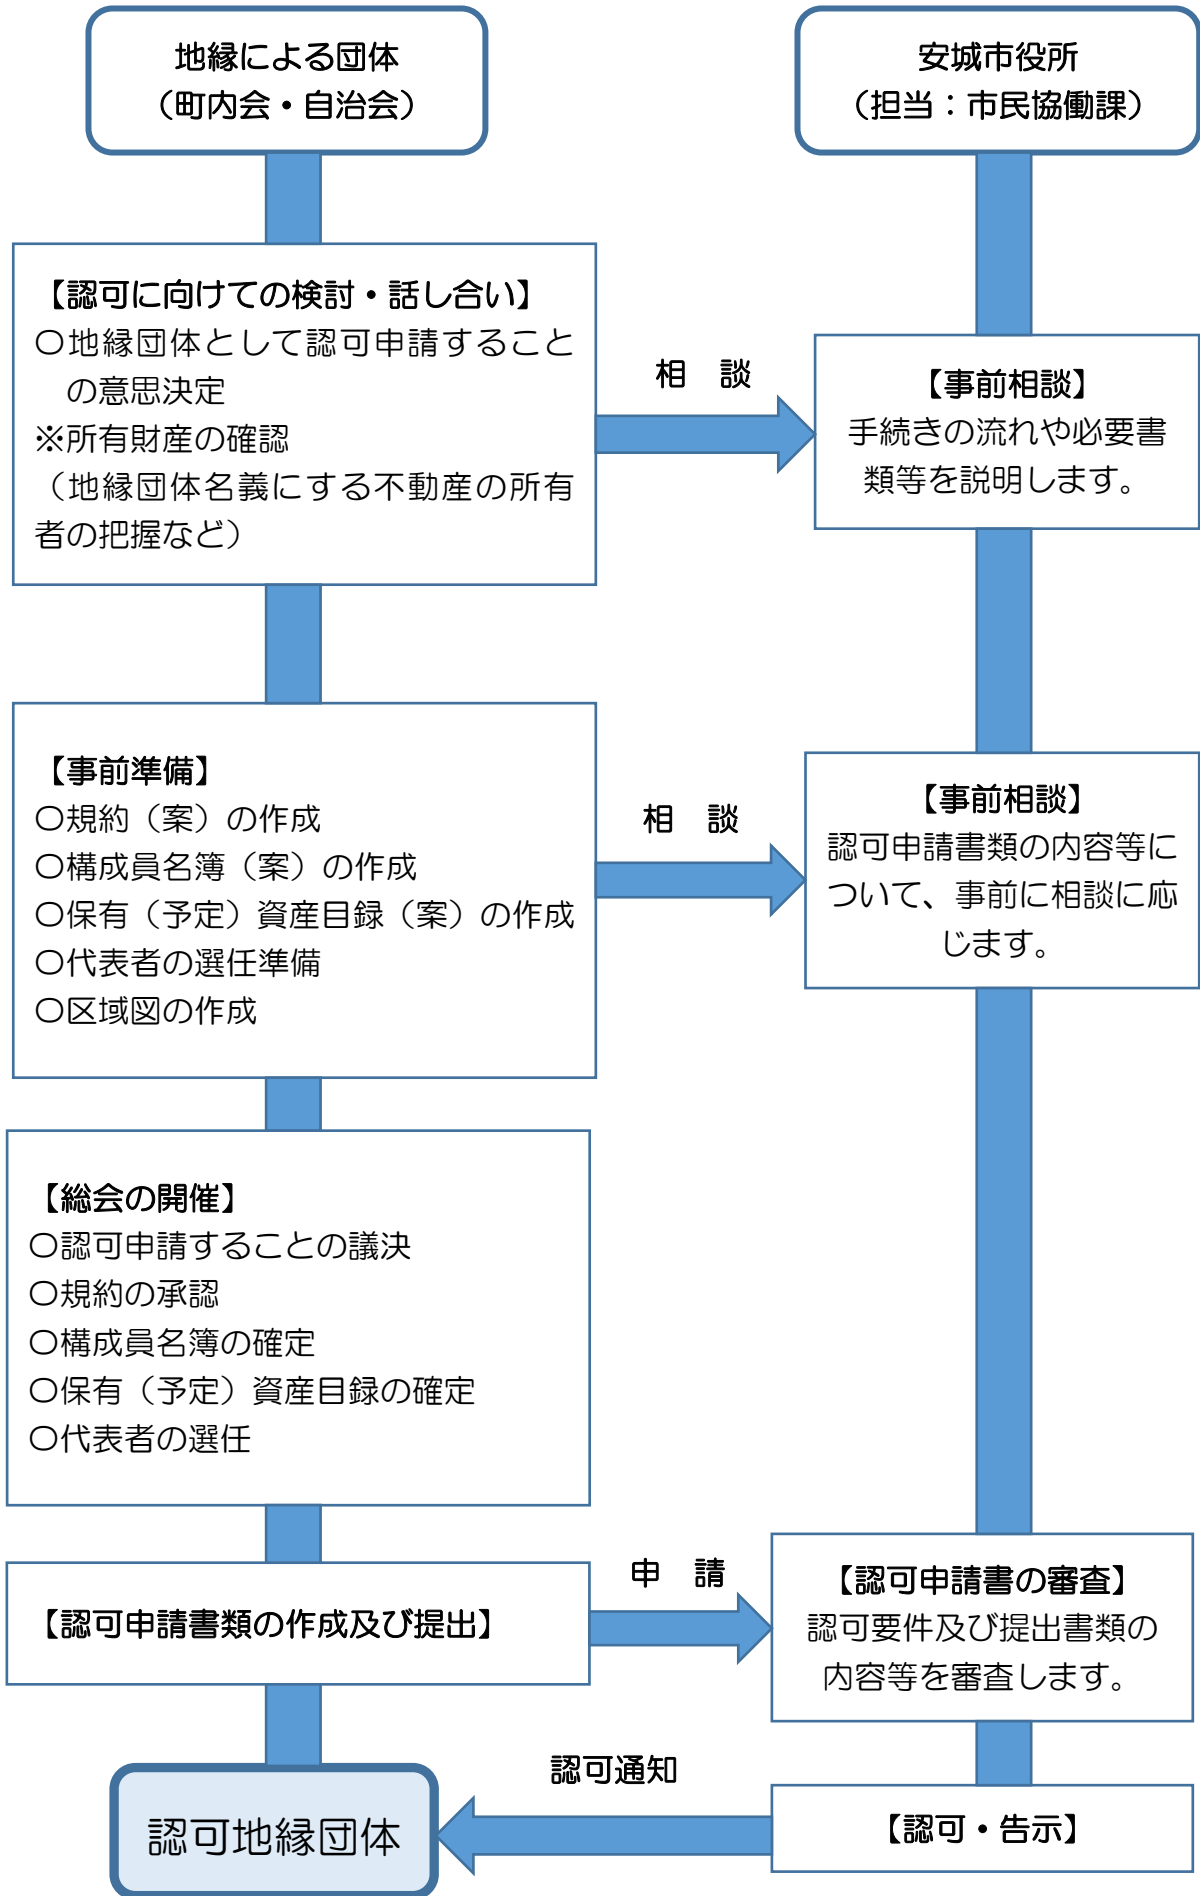 地縁による団体
（町内会・自治会）
安城市役所
（担当：市民協働課）
【認可に向けての検討・話し合い】
〇地縁団体として認可申請すること
の意思決定
※所有財産の確認
（地縁団体名義にする不動産の所有
者の把握など）
相　談
【事前相談】
手続きの流れや必要書
類等を説明します。
【事前準備】
〇規約（案）の作成
〇構成員名簿（案）の作成
〇保有（予定）資産目録（案）の作成
〇代表者の選任準備
〇区域図の作成
相　談
【事前相談】
認可申請書類の内容等に
ついて、事前に相談に応
じます。
【総会の開催】
〇認可申請することの議決
〇規約の承認
〇構成員名簿の確定
〇保有（予定）資産目録の確定
〇代表者の選任
【認可申請書類の作成及び提出】
申　請
【認可申請書の審査】
認可要件及び提出書類の
内容等を審査します。
認可通知
認可地縁団体
【認可・告示】